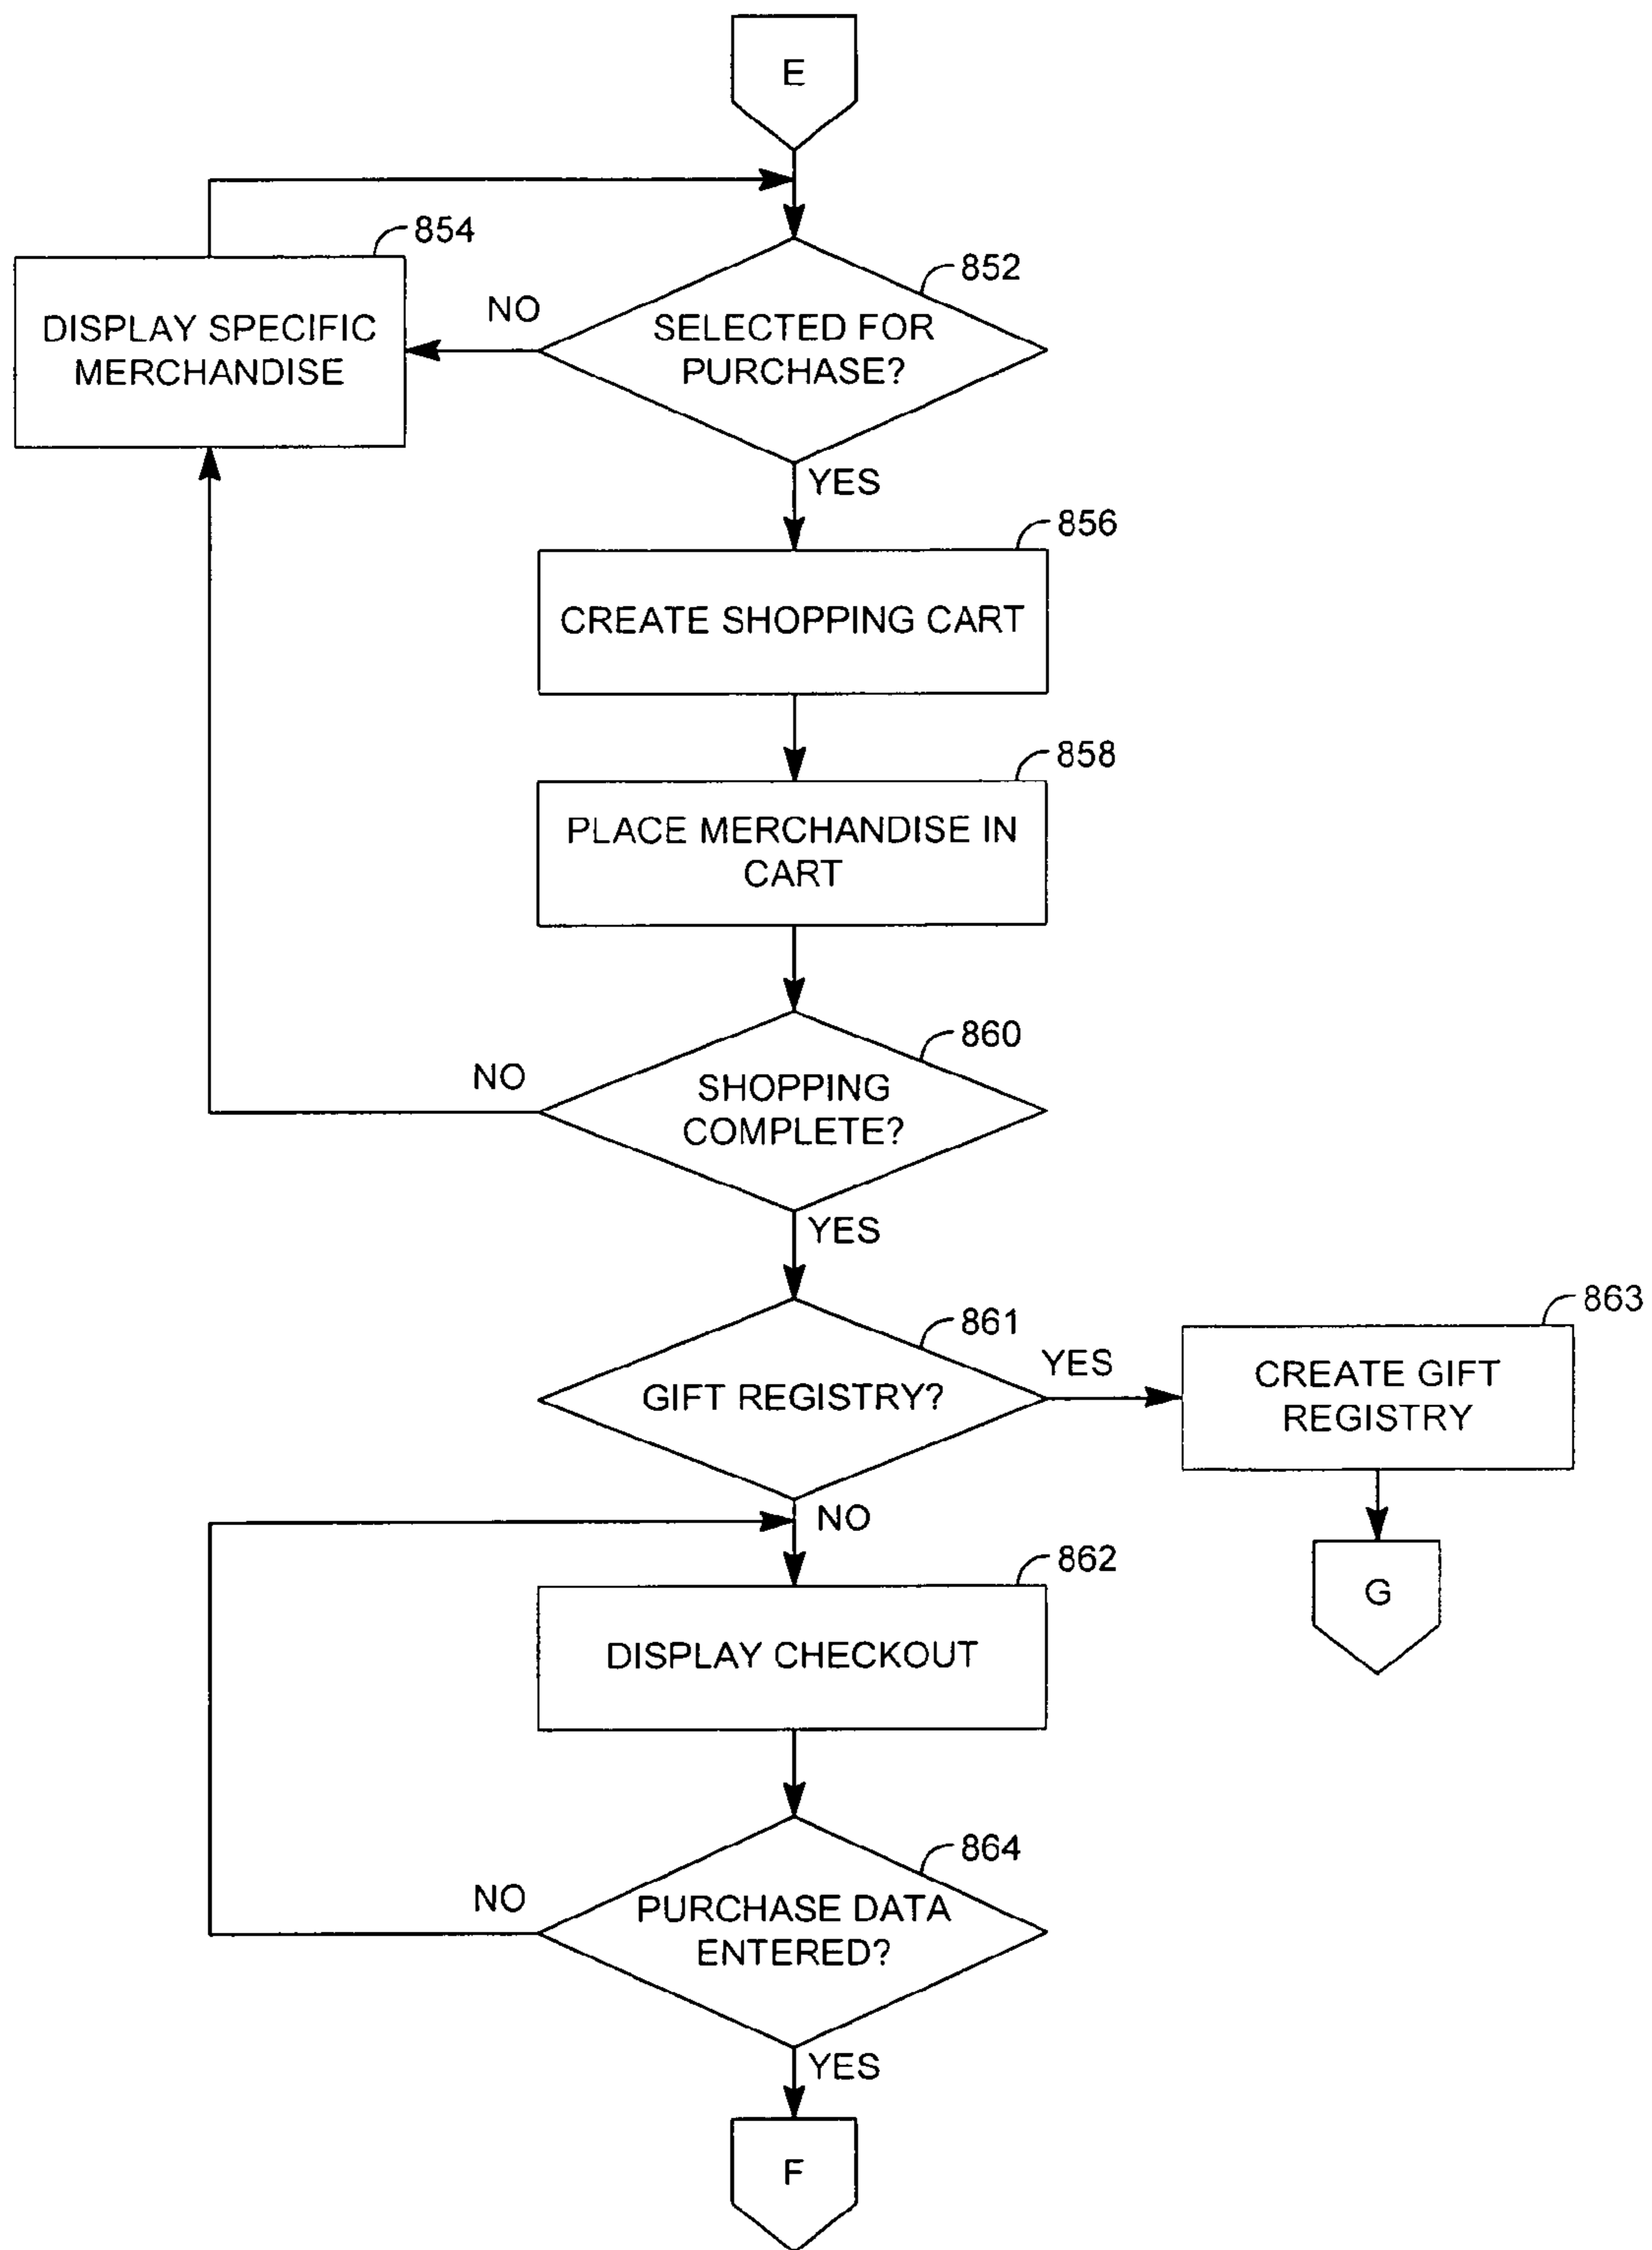 E
854
852
NO
DISPLAY SPECIFIC
MERCHANDISE
SELECTED FOR
PURCHASE?
YES
856
CREATE SHOPPING CART
858
PLACE MERCHANDISE IN
CART
860
NO
SHOPPING
COMPLETE?
YES
861
863
GIFT REGISTRY?
YES
CREATE GIFT
REGISTRY
NO
862
G
DISPLAY CHECKOUT
864
NO
PURCHASE DATA
ENTERED?
YES
F